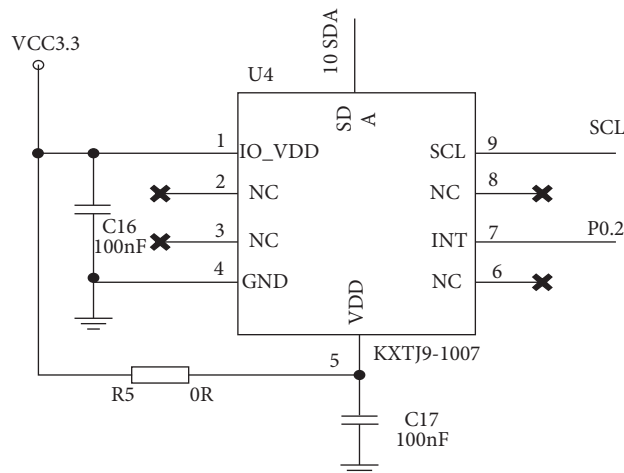 VCC3.3
10 SDA
U4
SD
A
1
IO_VDD
SCL
9
SCL
2
NC
NC
8
C16
100nF
3
NC
INT
7
P0.2
4
GND
NC
6
VDD
KXTJ9-1007
5
R5
0R
C17
100nF